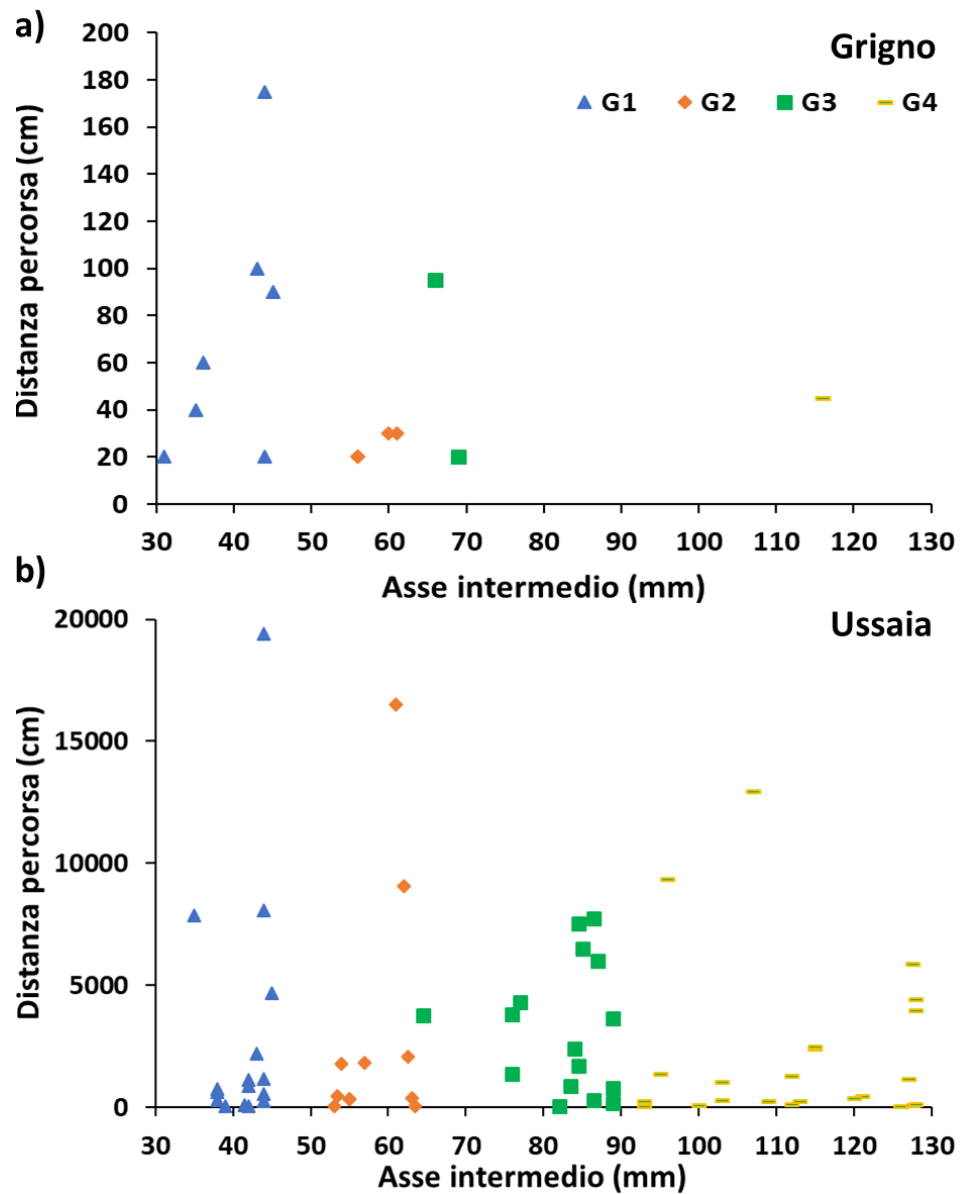 a)
Grigno
G1 G2 G3 G4
Distanza percorsa (cm)
200
180
160
140
120
100
80
60
40
20
0
30 40 50 60 70 80 90 100 110 120 130
Asse intermedio (mm)
b)
Ussaia
Distanza percorsa (cm)
20000
15000
10000
5000
0
30 40 50 60 70 80 90 100 110 120 130
Asse intermedio (mm)